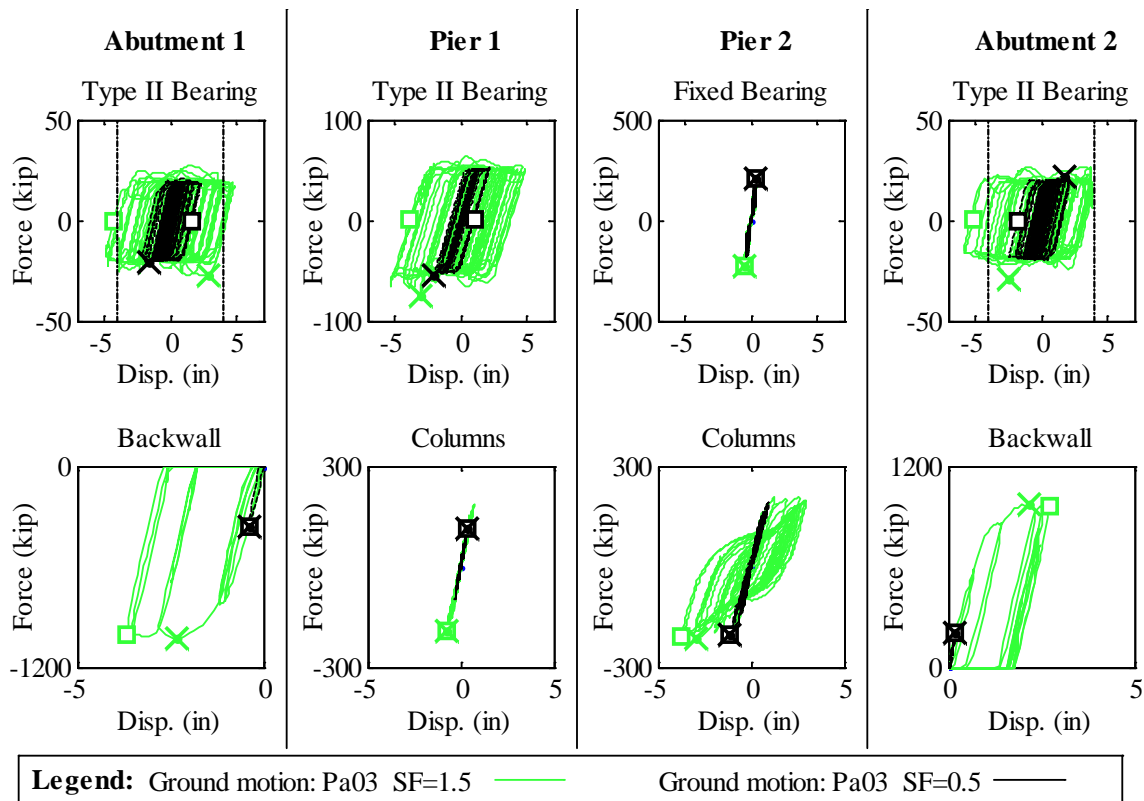 Abutment 1
Pier 1
Pier 2
Abutment 2
Type II Bearing
Type II Bearing
Fixed Bearing
Type II Bearing
50
0
-50
Force (kip)
-5 0 5
Disp. (in)
100
0
-100
Force (kip)
-5 0 5
Disp. (in)
500
0
-500
Force (kip)
-5 0 5
Disp. (in)
50
0
-50
Force (kip)
-5 0 5
Disp. (in)
Backwall
Columns
Columns
Backwall
0
-1200
Force (kip)
-5 0
Disp. (in)
300
0
-300
Force (kip)
-5 0 5
Disp. (in)
300
0
-300
Force (kip)
-5 0 5
Disp. (in)
1200
0
Force (kip)
0 5
Disp. (in)
Legend: Ground motion: Pa03 SF=1.5 Ground motion: Pa03 SF=0.5